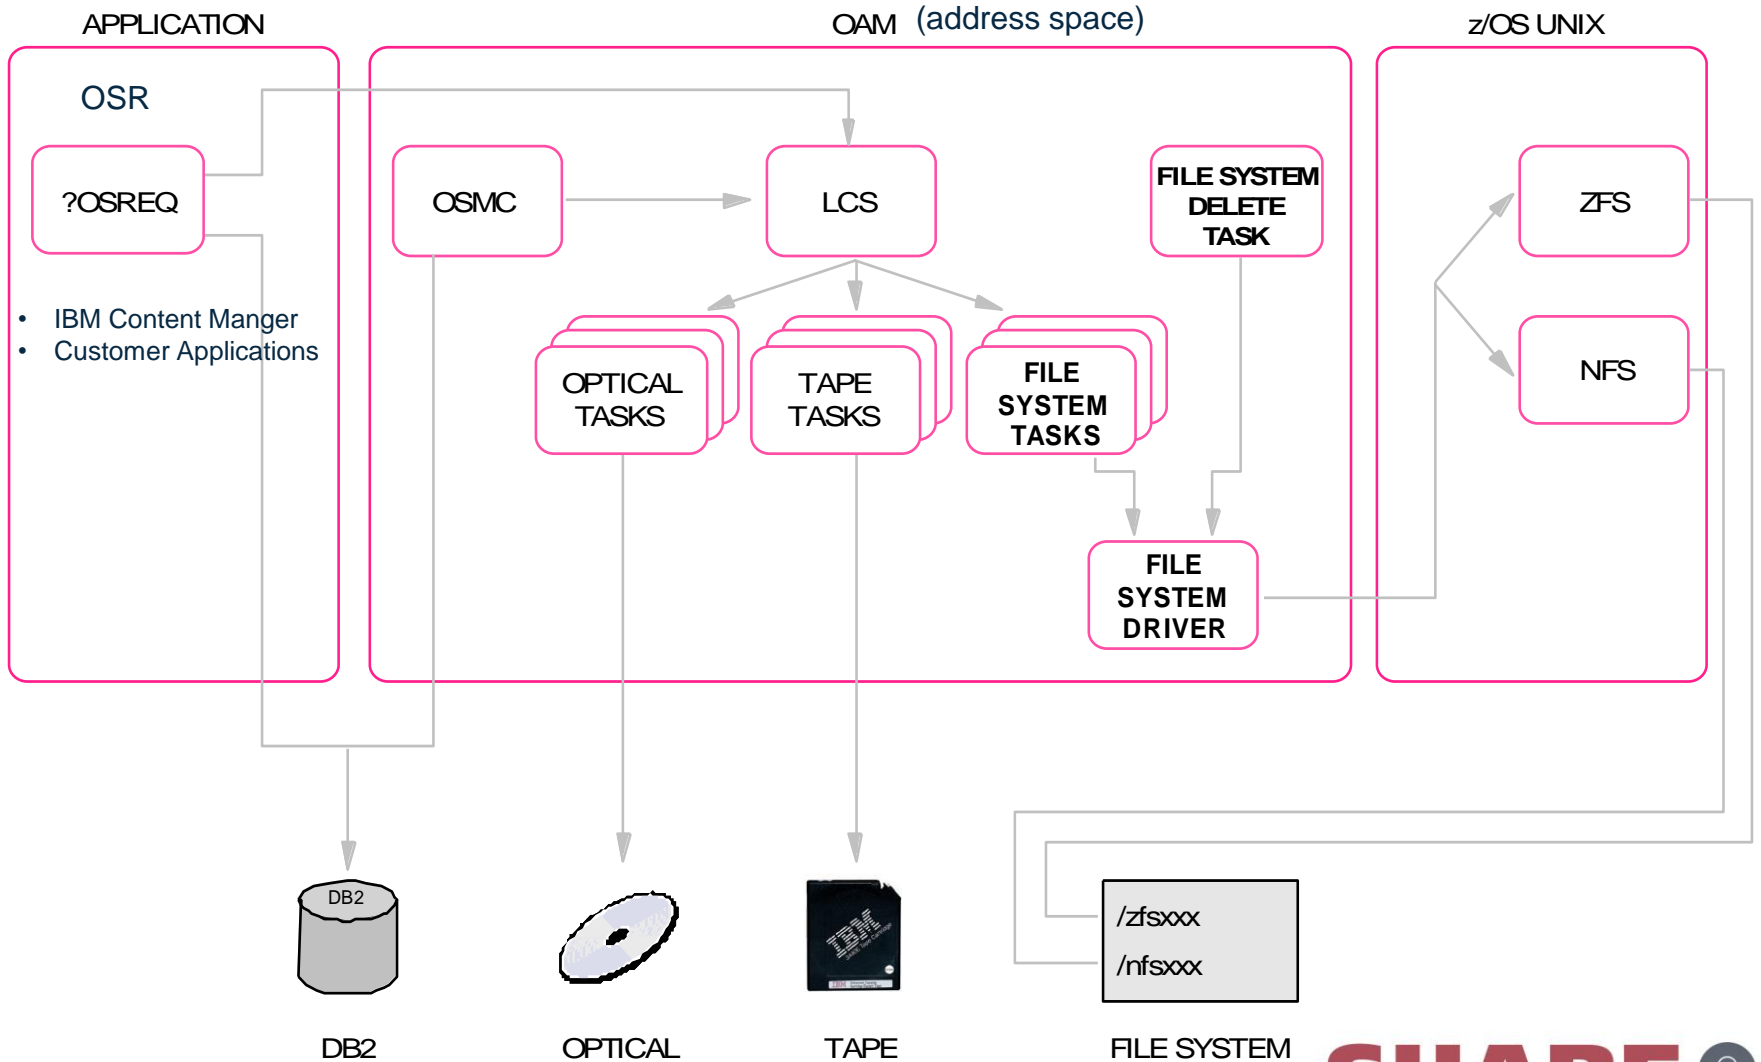 APPLICATION
OAM (address space)
z/OS UNIX
OSR
?OSREQ
OSMC
LCS
FILE SYSTEM
DELETE
TASK
ZFS
• IBM Content Manger
• Customer Applications
OPTICAL
TASKS
TAPE
TASKS
FILE
SYSTEM
TASKS
NFS
FILE
SYSTEM
DRIVER
DB2
IBM
/zfsxxx
/nfsxxx
DB2
OPTICAL
TAPE
FILE SYSTEM
SHARE